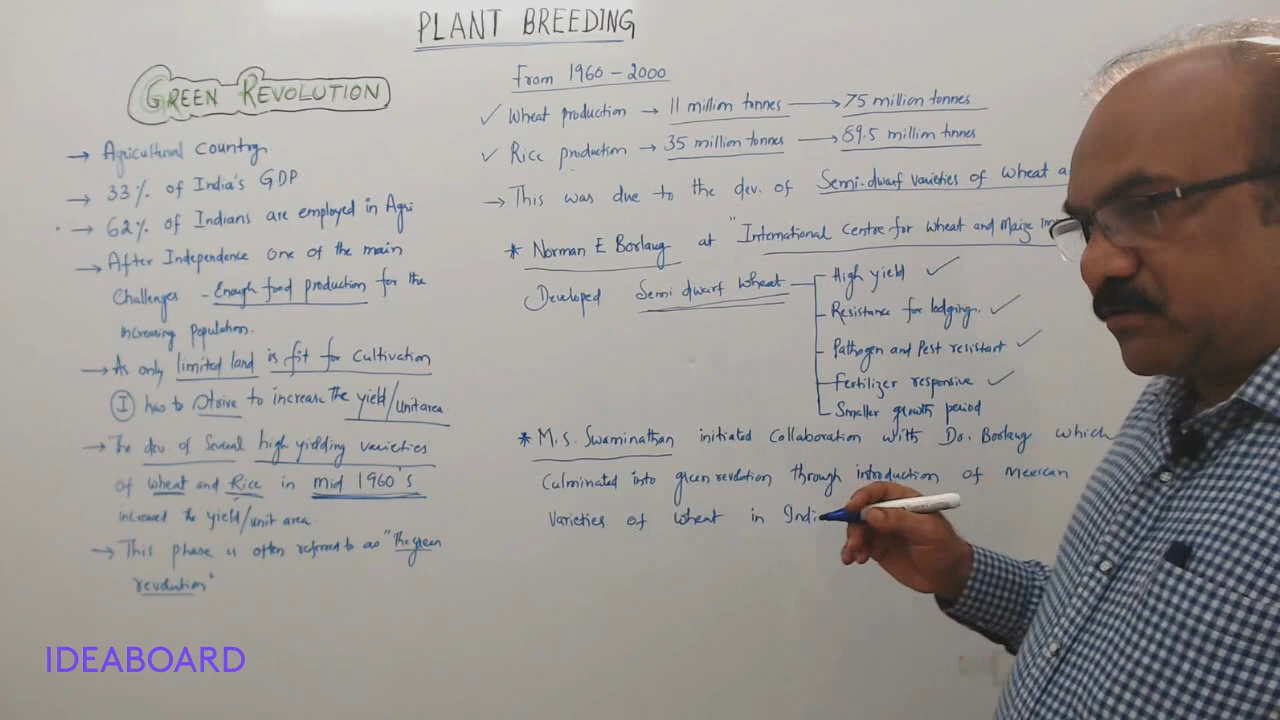 PLANT BREEDING
GREEN REVOLUTION
→ Agricultural country.
→ 33% of India's GDP
→ 62% of Indians are employed in Agri
→ After Independence one of the main
challenges - Enough food production for the
increasing population.
→ As only limited land is fit for cultivation
I has to strive to increase the yield/unitarea.
→ The dev of several high yielding varieties
of wheat and Rice in mid 1960's
increased the yield/unit area.
→ This phase is often referred to as "The green
revolution"
From 1960 - 2000
✓ Wheat production → 11 million tonnes → 75 million tonnes
✓ Rice production → 35 million tonnes → 89.5 million tonnes
→ This was due to the dev. of Semi-dwarf varieties of wheat a
* Norman E Borlaug at "International Centre for Wheat and Maize Im
Developed Semi dwarf wheat
High yield ✓
Resistance for lodging. ✓
Pathogen and Pest resistant ✓
Fertilizer responsive ✓
Smaller growth period
* M.S. Swaminathan initiated collaboration with Dr. Borlaug which
culminated into green revolution through introduction of Mexican
varieties of wheat in Indi
IDEABOARD